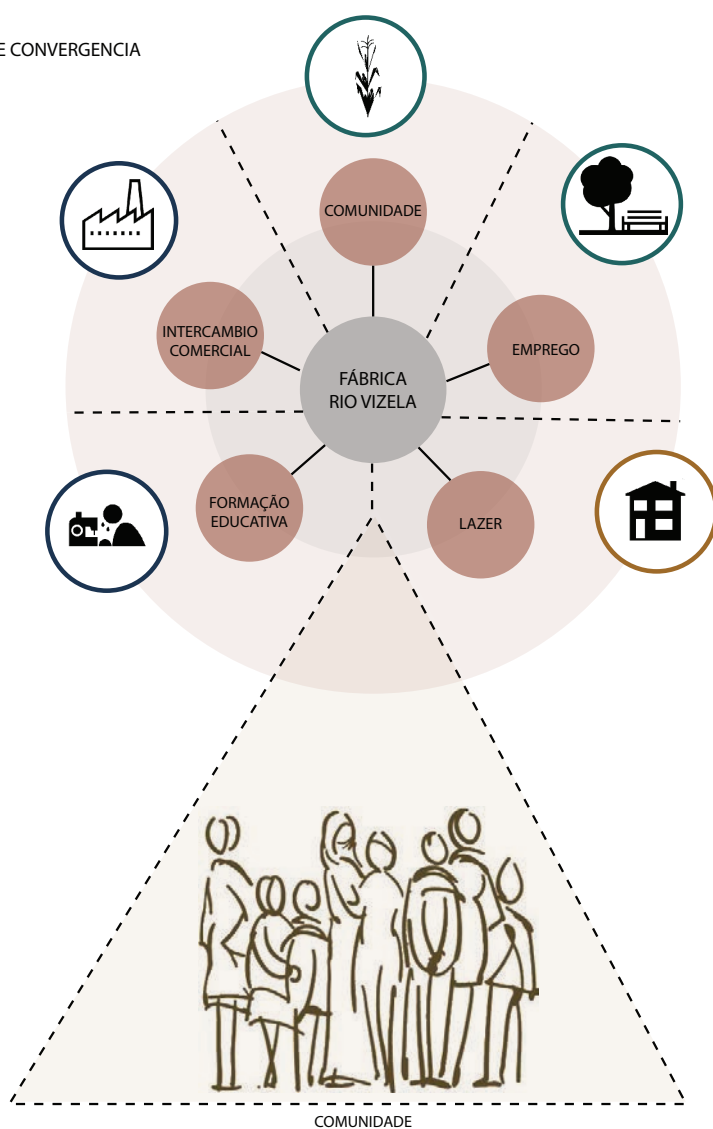 E CONVERGENCIA
COMUNIDADE
INTERCAMBIO
COMERCIAL
EMPREGO
FÁBRICA
RIO VIZELA
FORMAÇÃO
EDUCATIVA
LAZER
COMUNIDADE